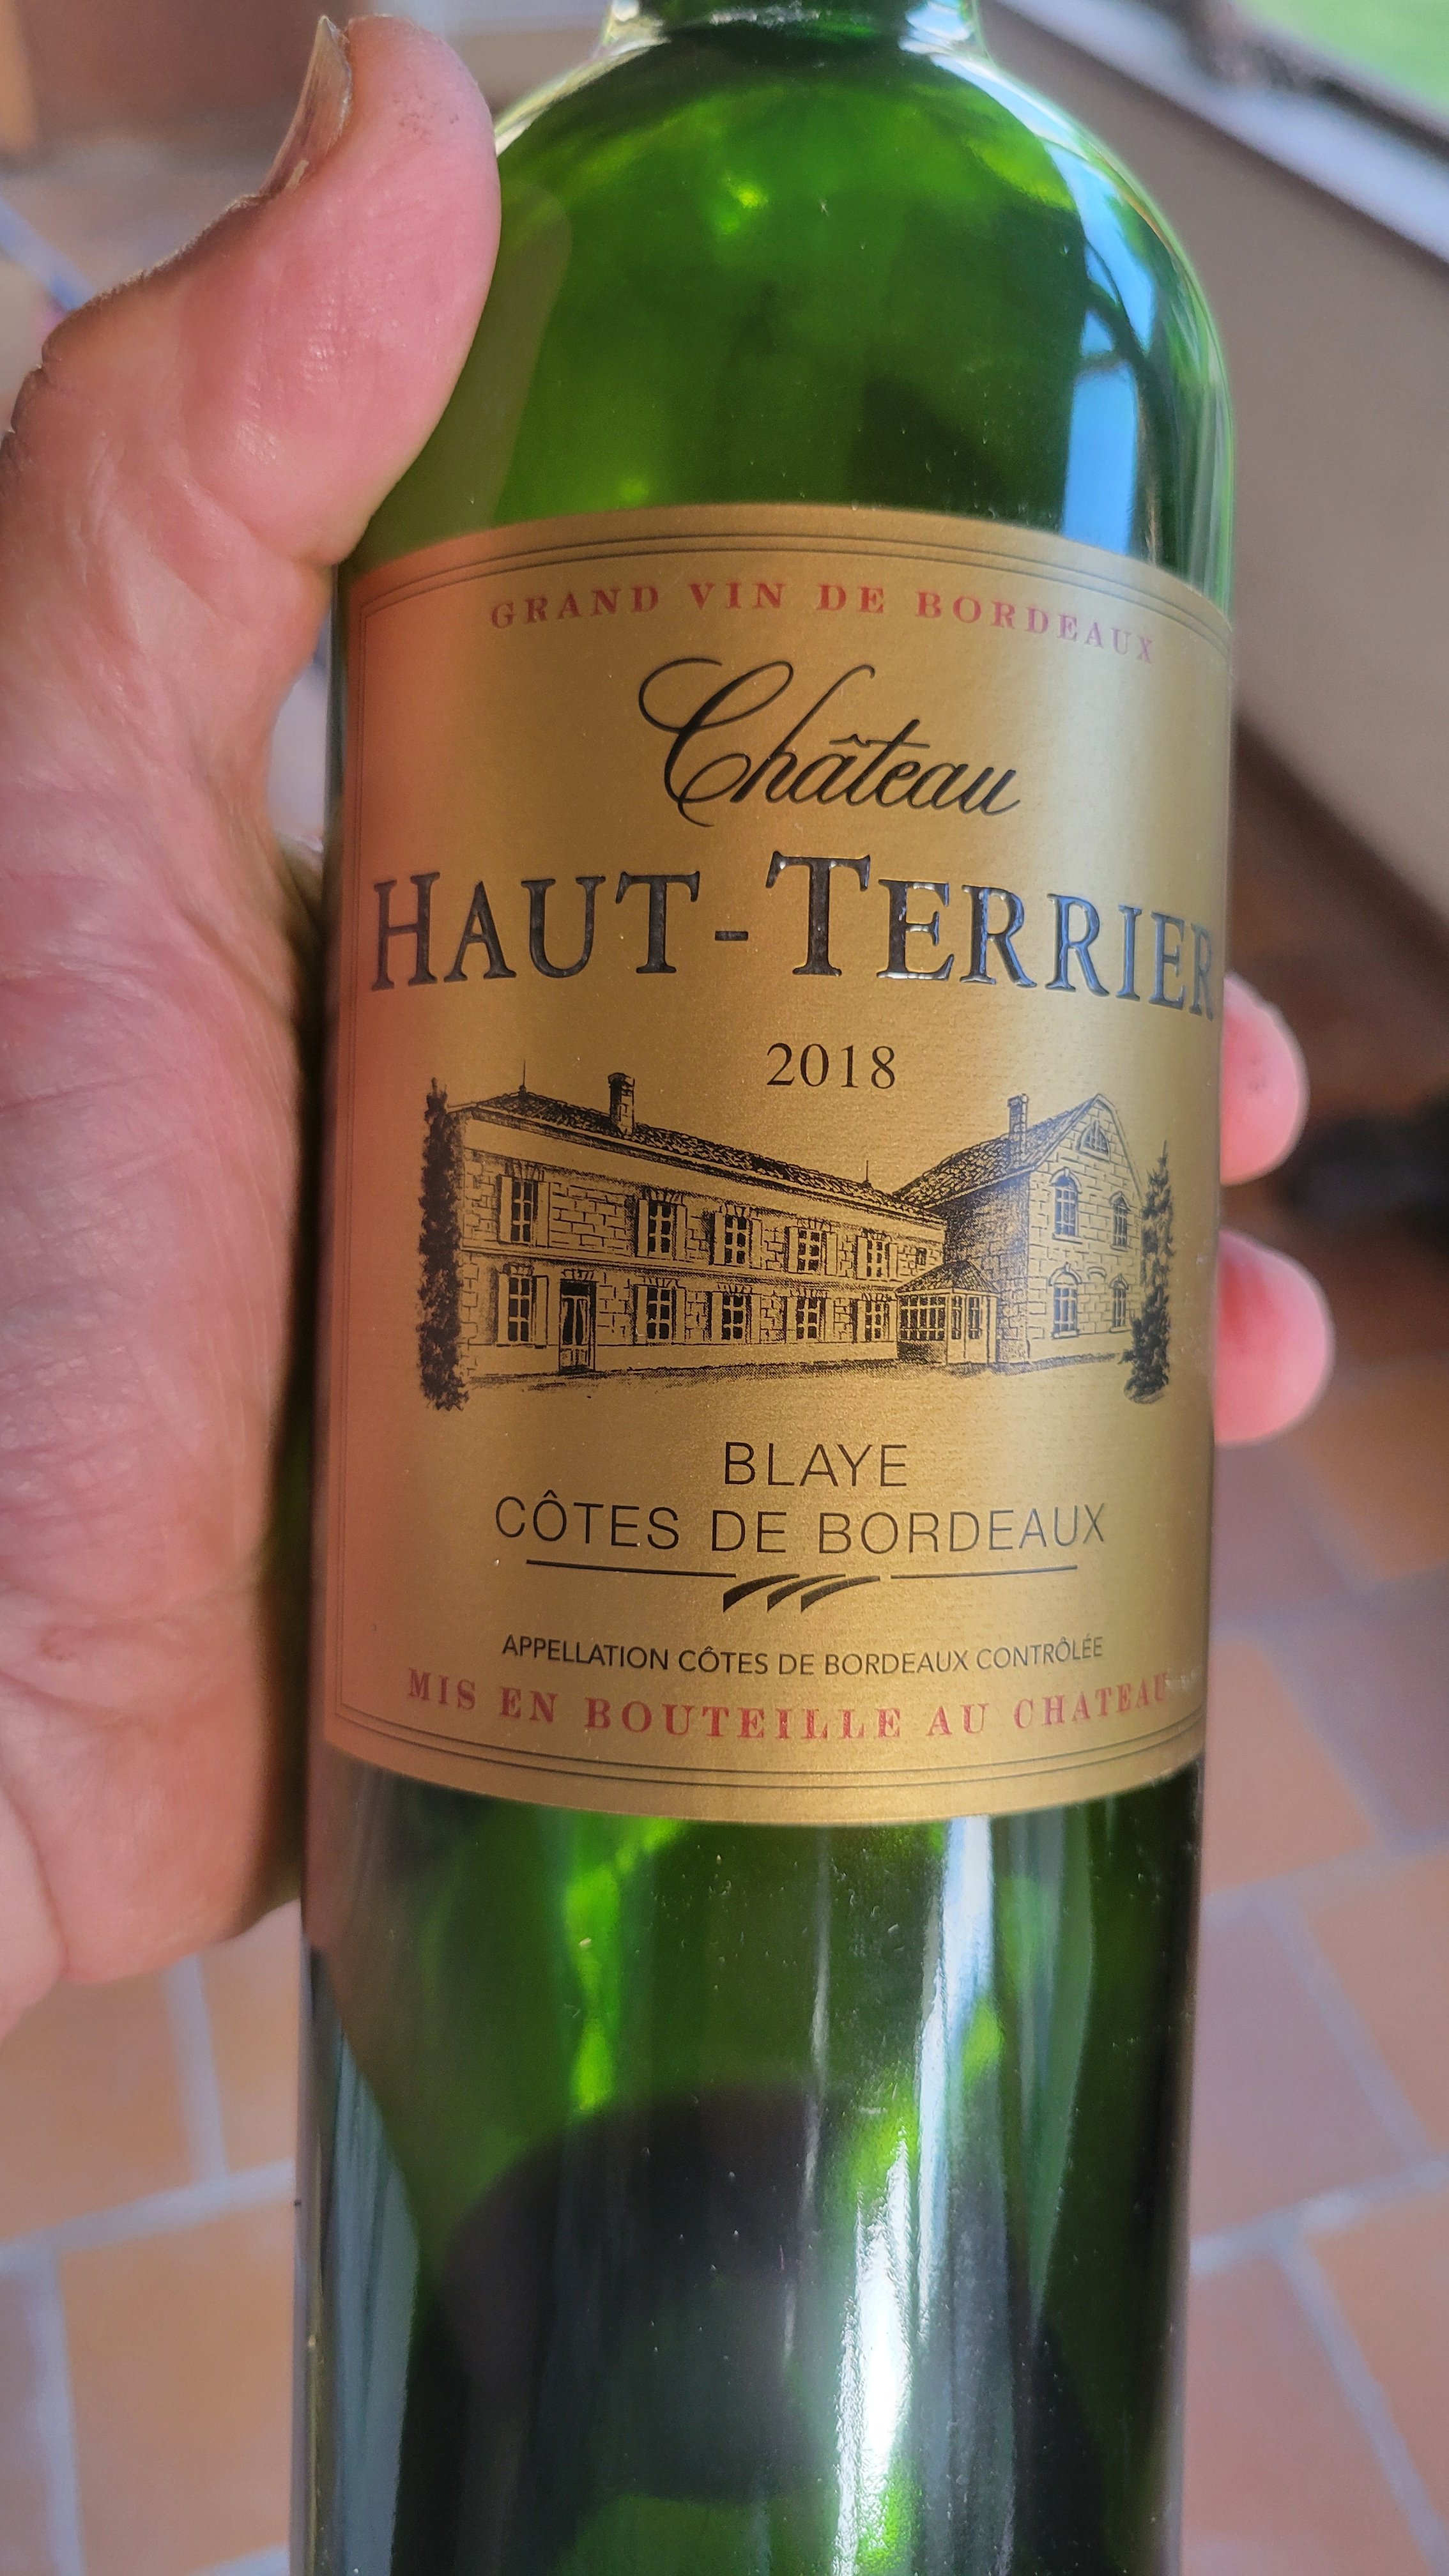 GRAND VIN DE BORDEAUX
Château
HAUT-TERRIER
2018
BLAYE
CÔTES DE BORDEAUX
APPELLATION CÔTES DE BORDEAUX CONTRÔLÉE
MIS EN BOUTEILLE AU CHATEAU